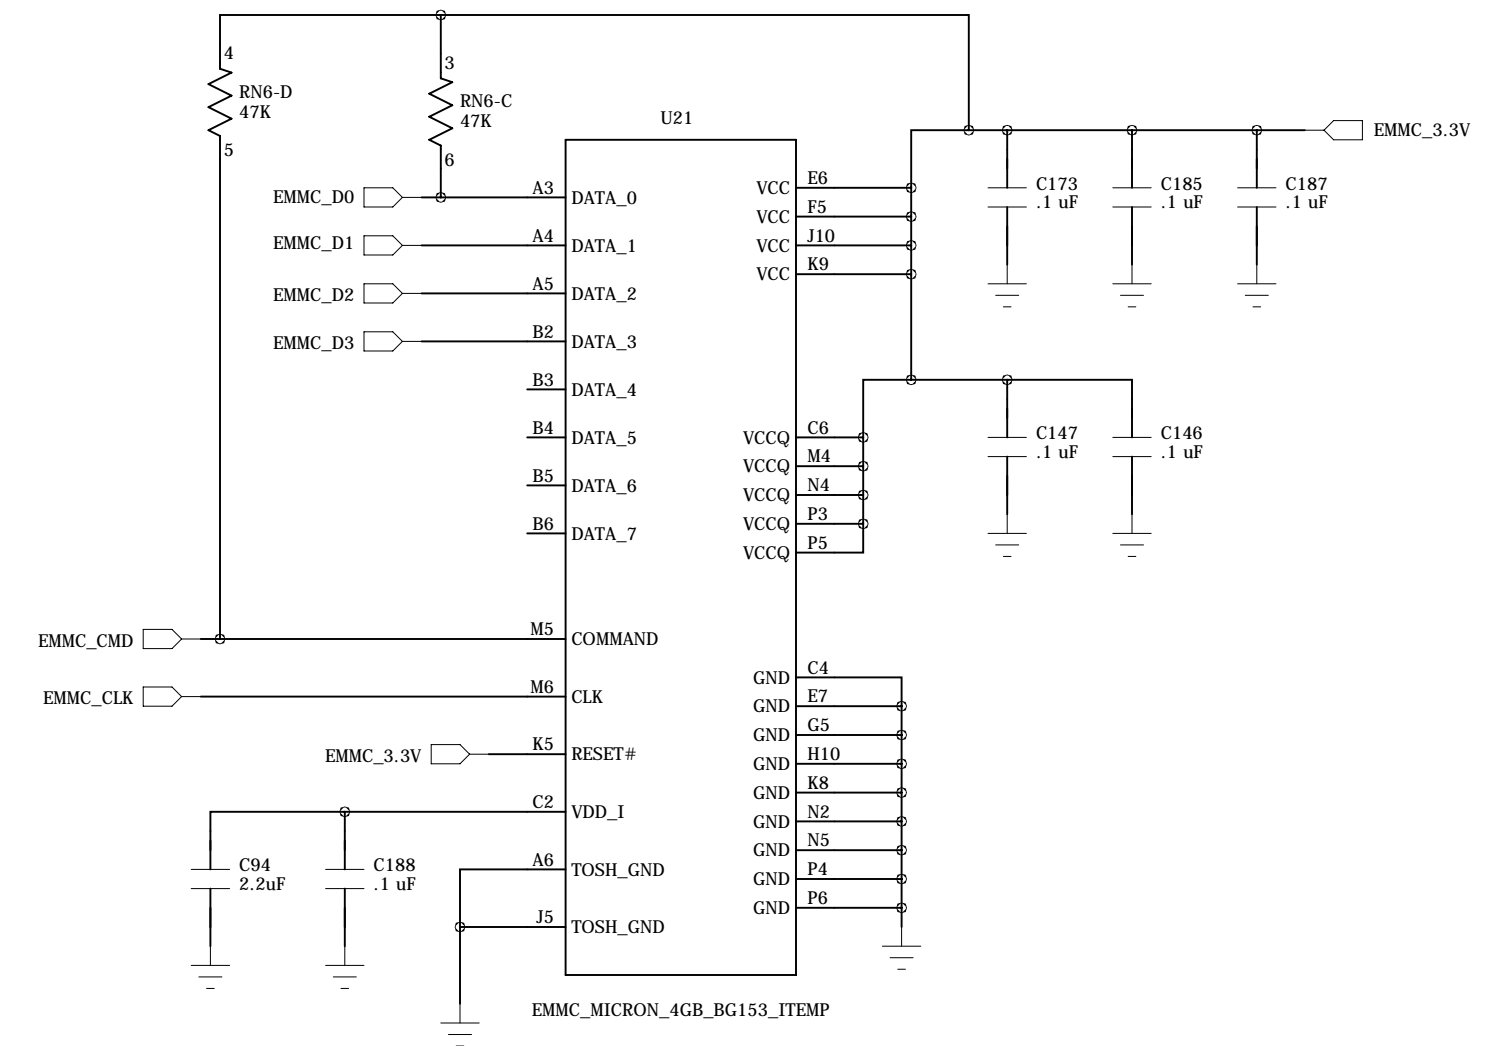 4
RN6-D
47K
5
3
RN6-C
47K
6
U21
EMMC_D0
A3
DATA_0
EMMC_D1
A4
DATA_1
EMMC_D2
A5
DATA_2
EMMC_D3
B2
DATA_3
B3
DATA_4
B4
DATA_5
B5
DATA_6
B6
DATA_7
EMMC_CMD
M5
COMMAND
EMMC_CLK
M6
CLK
EMMC_3.3V
K5
RESET#
C2
VDD_I
C94
2.2uF
C188
.1 uF
A6
TOSH_GND
J5
TOSH_GND
VCC
E6
VCC
F5
VCC
J10
VCC
K9
EMMC_3.3V
C173
.1 uF
C185
.1 uF
C187
.1 uF
VCCQ
C6
VCCQ
M4
VCCQ
N4
VCCQ
P3
VCCQ
P5
C147
.1 uF
C146
.1 uF
GND
C4
GND
E7
GND
G5
GND
H10
GND
K8
GND
N2
GND
N5
GND
P4
GND
P6
EMMC_MICRON_4GB_BG153_ITEMP